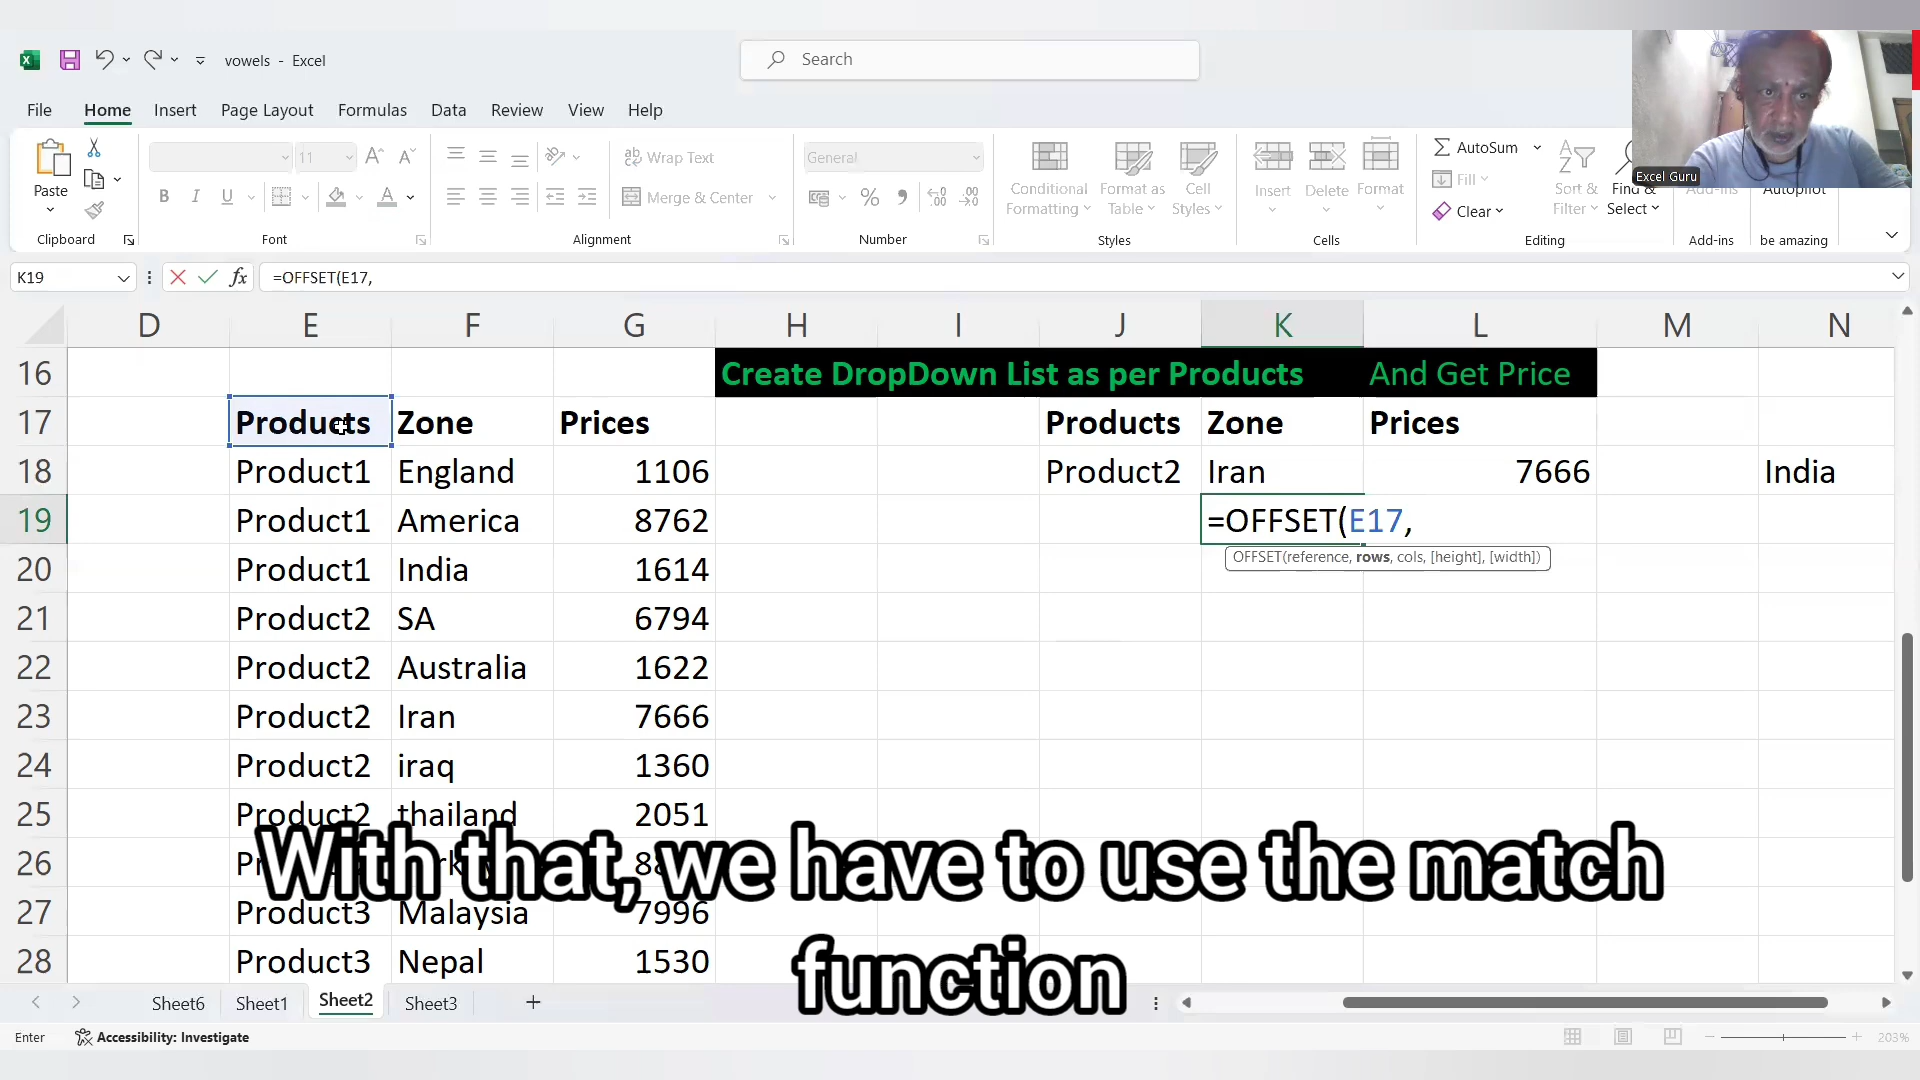 vowels - Excel
Search
File Home Insert Page Layout Formulas Data Review View Help
Paste
11
Wrap Text
Merge & Center
General
Conditional Formatting
Format as Table
Cell Styles
Insert
Delete
Format
AutoSum
Fill
Clear
Sort & Filter
Find & Select
Add-ins
Autopilot
Excel Guru
Clipboard Font Alignment Number Styles Cells Editing Add-ins be amazing
K19 fx =OFFSET(E17,
D E F G H I J K L M N
16 Create DropDown List as per Products And Get Price
17 Products Zone Prices Products Zone Prices
18 Product1 England 1106 Product2 Iran 7666 India
19 Product1 America 8762 =OFFSET(E17,
OFFSET(reference, rows, cols, [height], [width])
20 Product1 India 1614
21 Product2 SA 6794
22 Product2 Australia 1622
23 Product2 Iran 7666
24 Product2 iraq 1360
25 Product2 thailand 2051
26
With that, we have to use the match
27 Product3 Malaysia 7996
28 Product3 Nepal 1530
function
Sheet6 Sheet1 Sheet2 Sheet3
Enter Accessibility: Investigate 203%